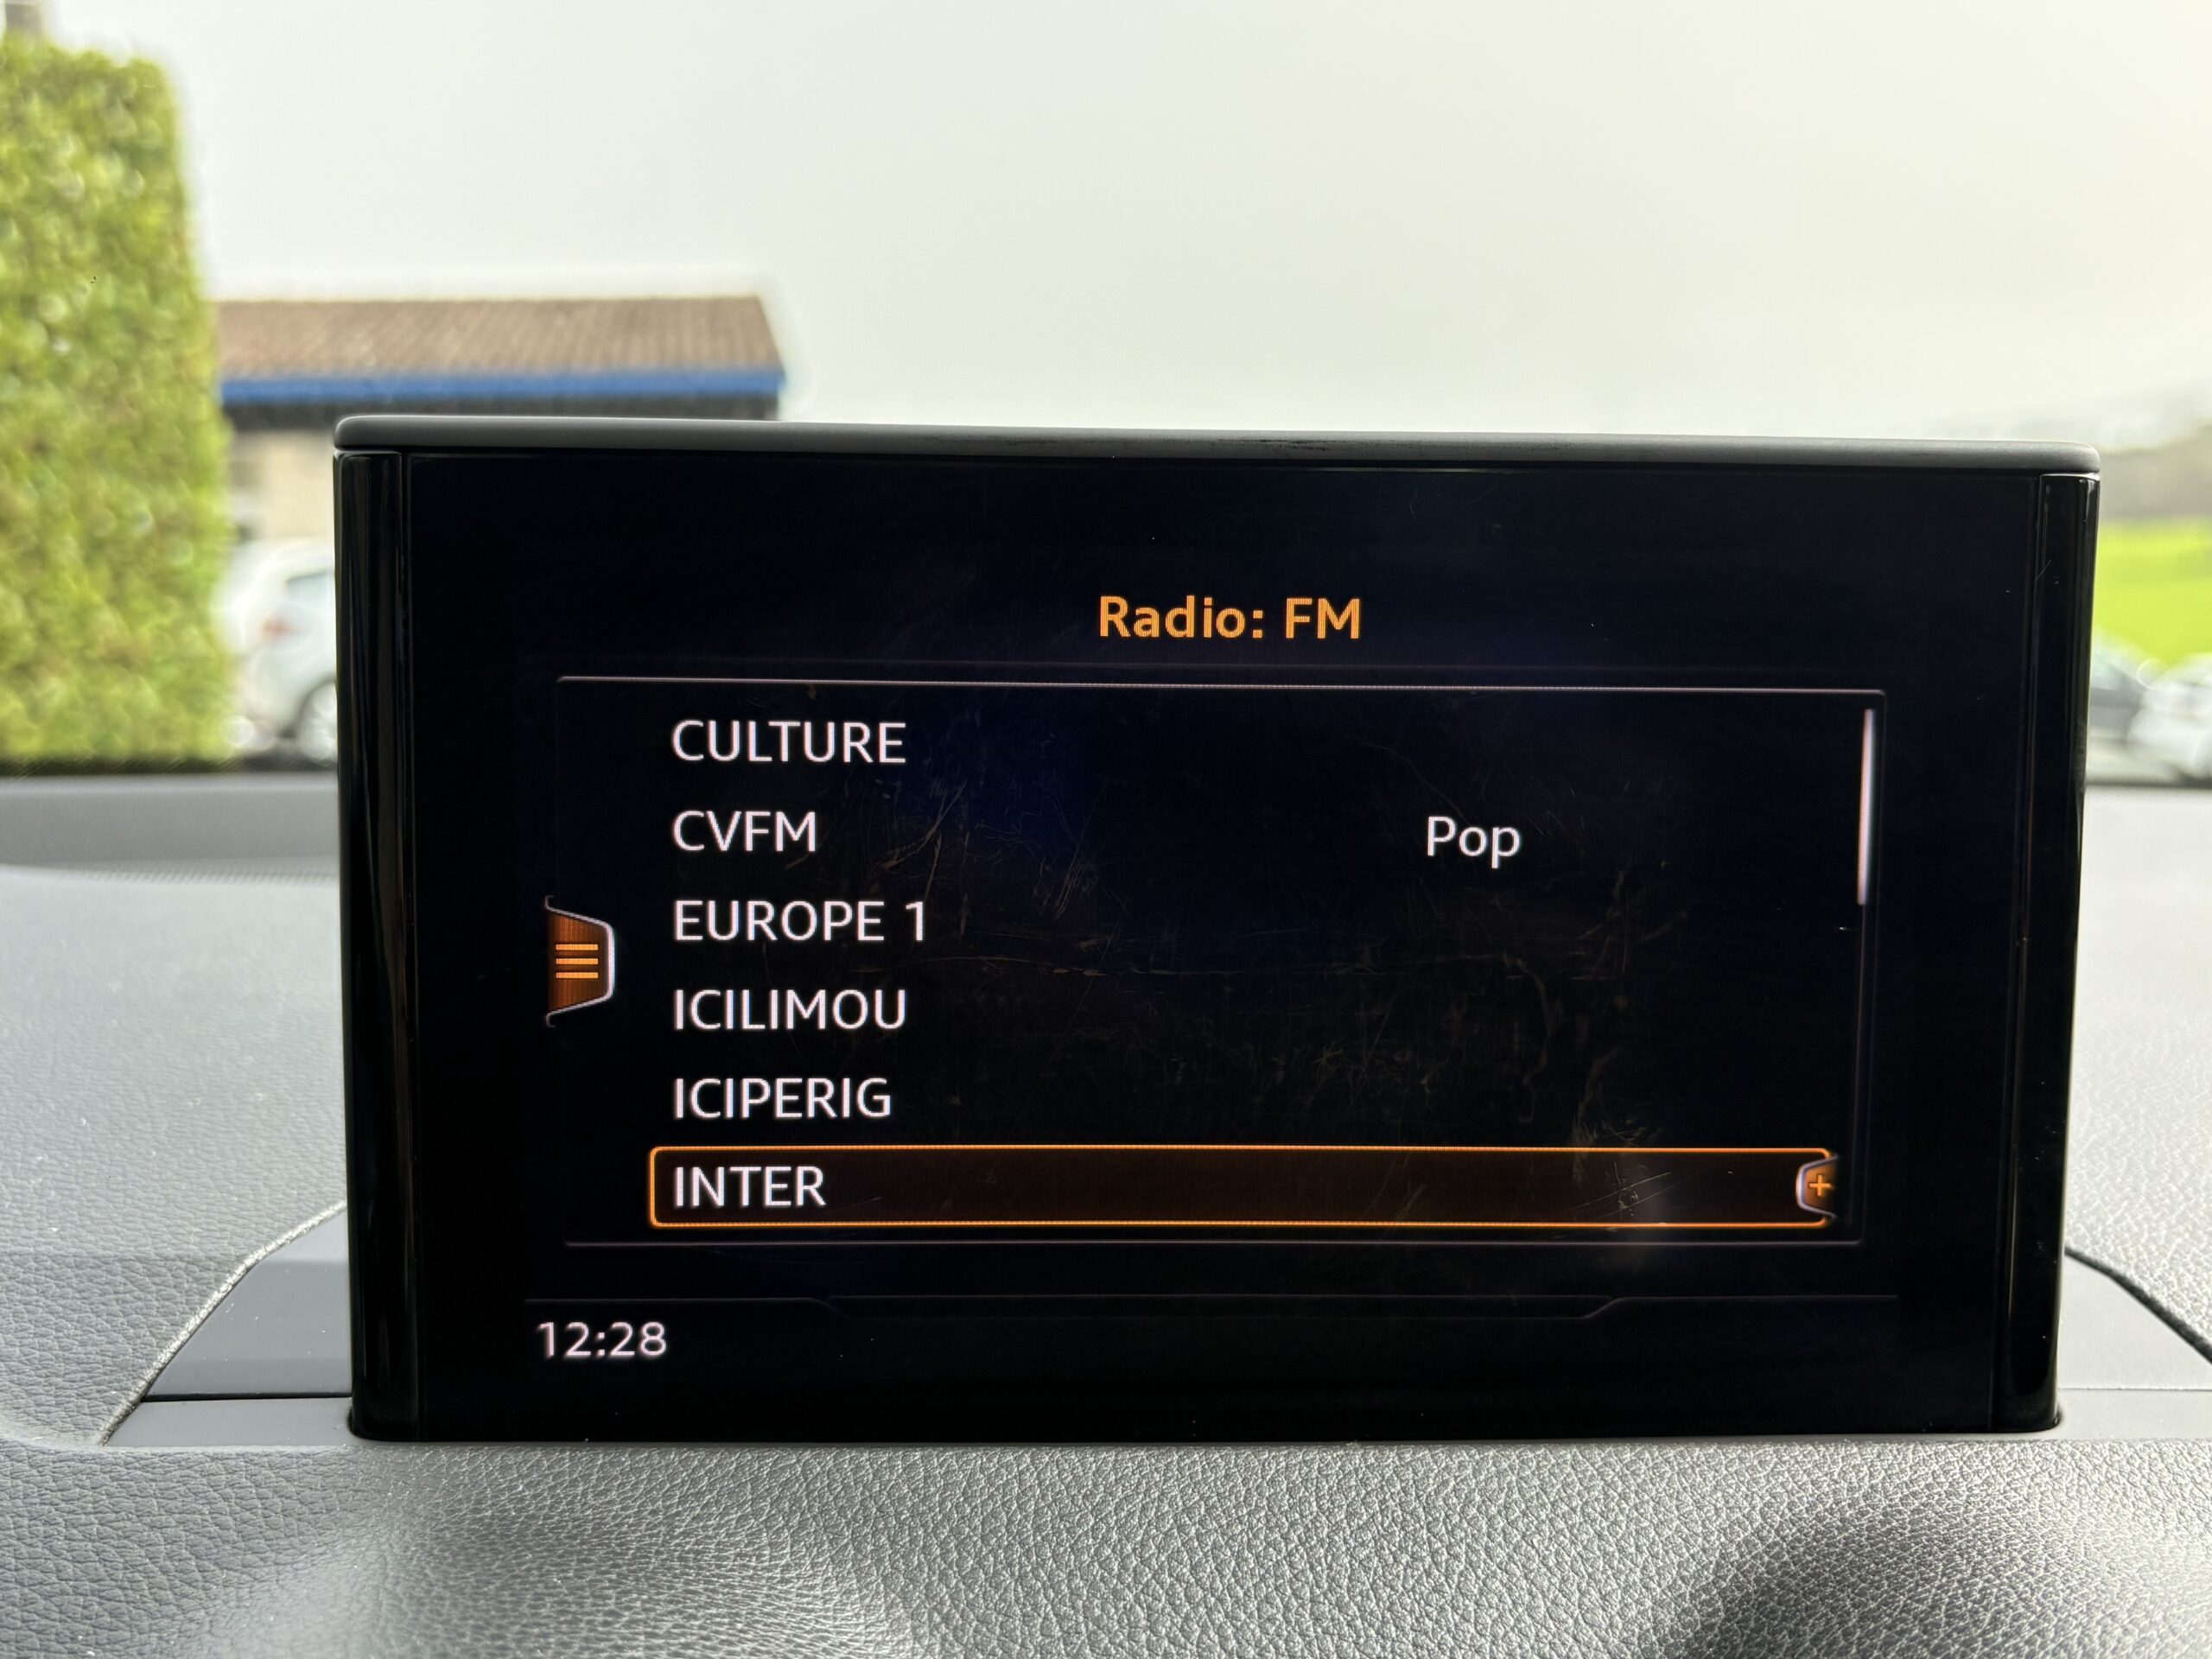 Radio: FM
CULTURE
CVFM Pop
EUROPE 1
ICILIMOU
ICIPERIG
INTER
12:28